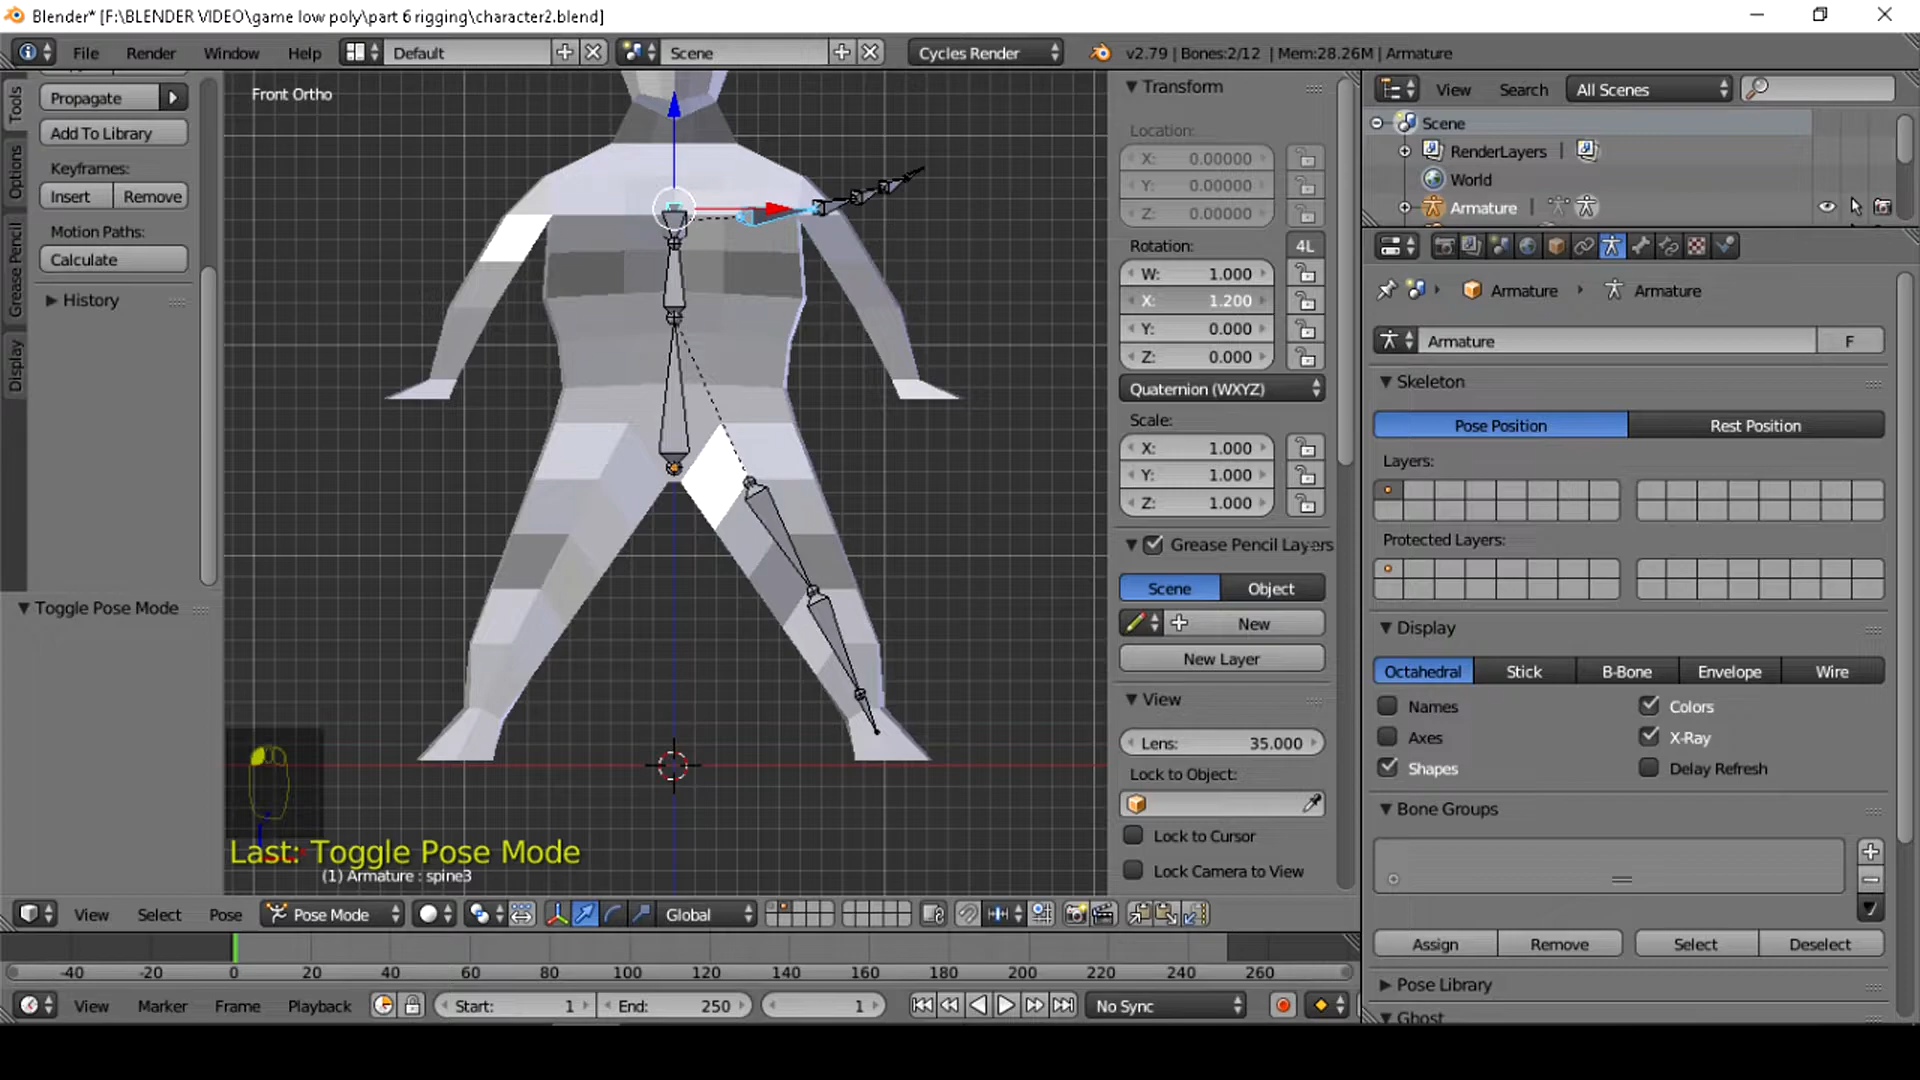 Blender* [F:\BLENDER VIDEO\game low poly\part 6 rigging\character2.blend]
File Render Window Help Default Scene Cycles Render v2.79 | Bones:2/12 | Mem:28.26M | Armature
Tools
Options
Grease Pencil
Display
Propagate
Add To Library
Keyframes:
Insert Remove
Motion Paths:
Calculate
History
Toggle Pose Mode
Front Ortho
Last: Toggle Pose Mode
(1) Armature : spine3
Transform
Location:
X: 0.00000
Y: 0.00000
Z: 0.00000
Rotation: 4L
W: 1.000
X: 1.200
Y: 0.000
Z: 0.000
Quaternion (WXYZ)
Scale:
X: 1.000
Y: 1.000
Z: 1.000
Grease Pencil Layers
Scene Object
New
New Layer
View
Lens: 35.000
Lock to Object:
Lock to Cursor
Lock Camera to View
View Search All Scenes
Scene
RenderLayers
World
Armature
Armature Armature
Armature F
Skeleton
Pose Position Rest Position
Layers:
Protected Layers:
Display
Octahedral Stick B-Bone Envelope Wire
Names Colors
Axes X-Ray
Shapes Delay Refresh
Bone Groups
Assign Remove Select Deselect
Pose Library
Ghost
View Select Pose Pose Mode Global
-40 -20 0 20 40 60 80 100 120 140 160 180 200 220 240 260
View Marker Frame Playback Start: 1 End: 250 1 No Sync